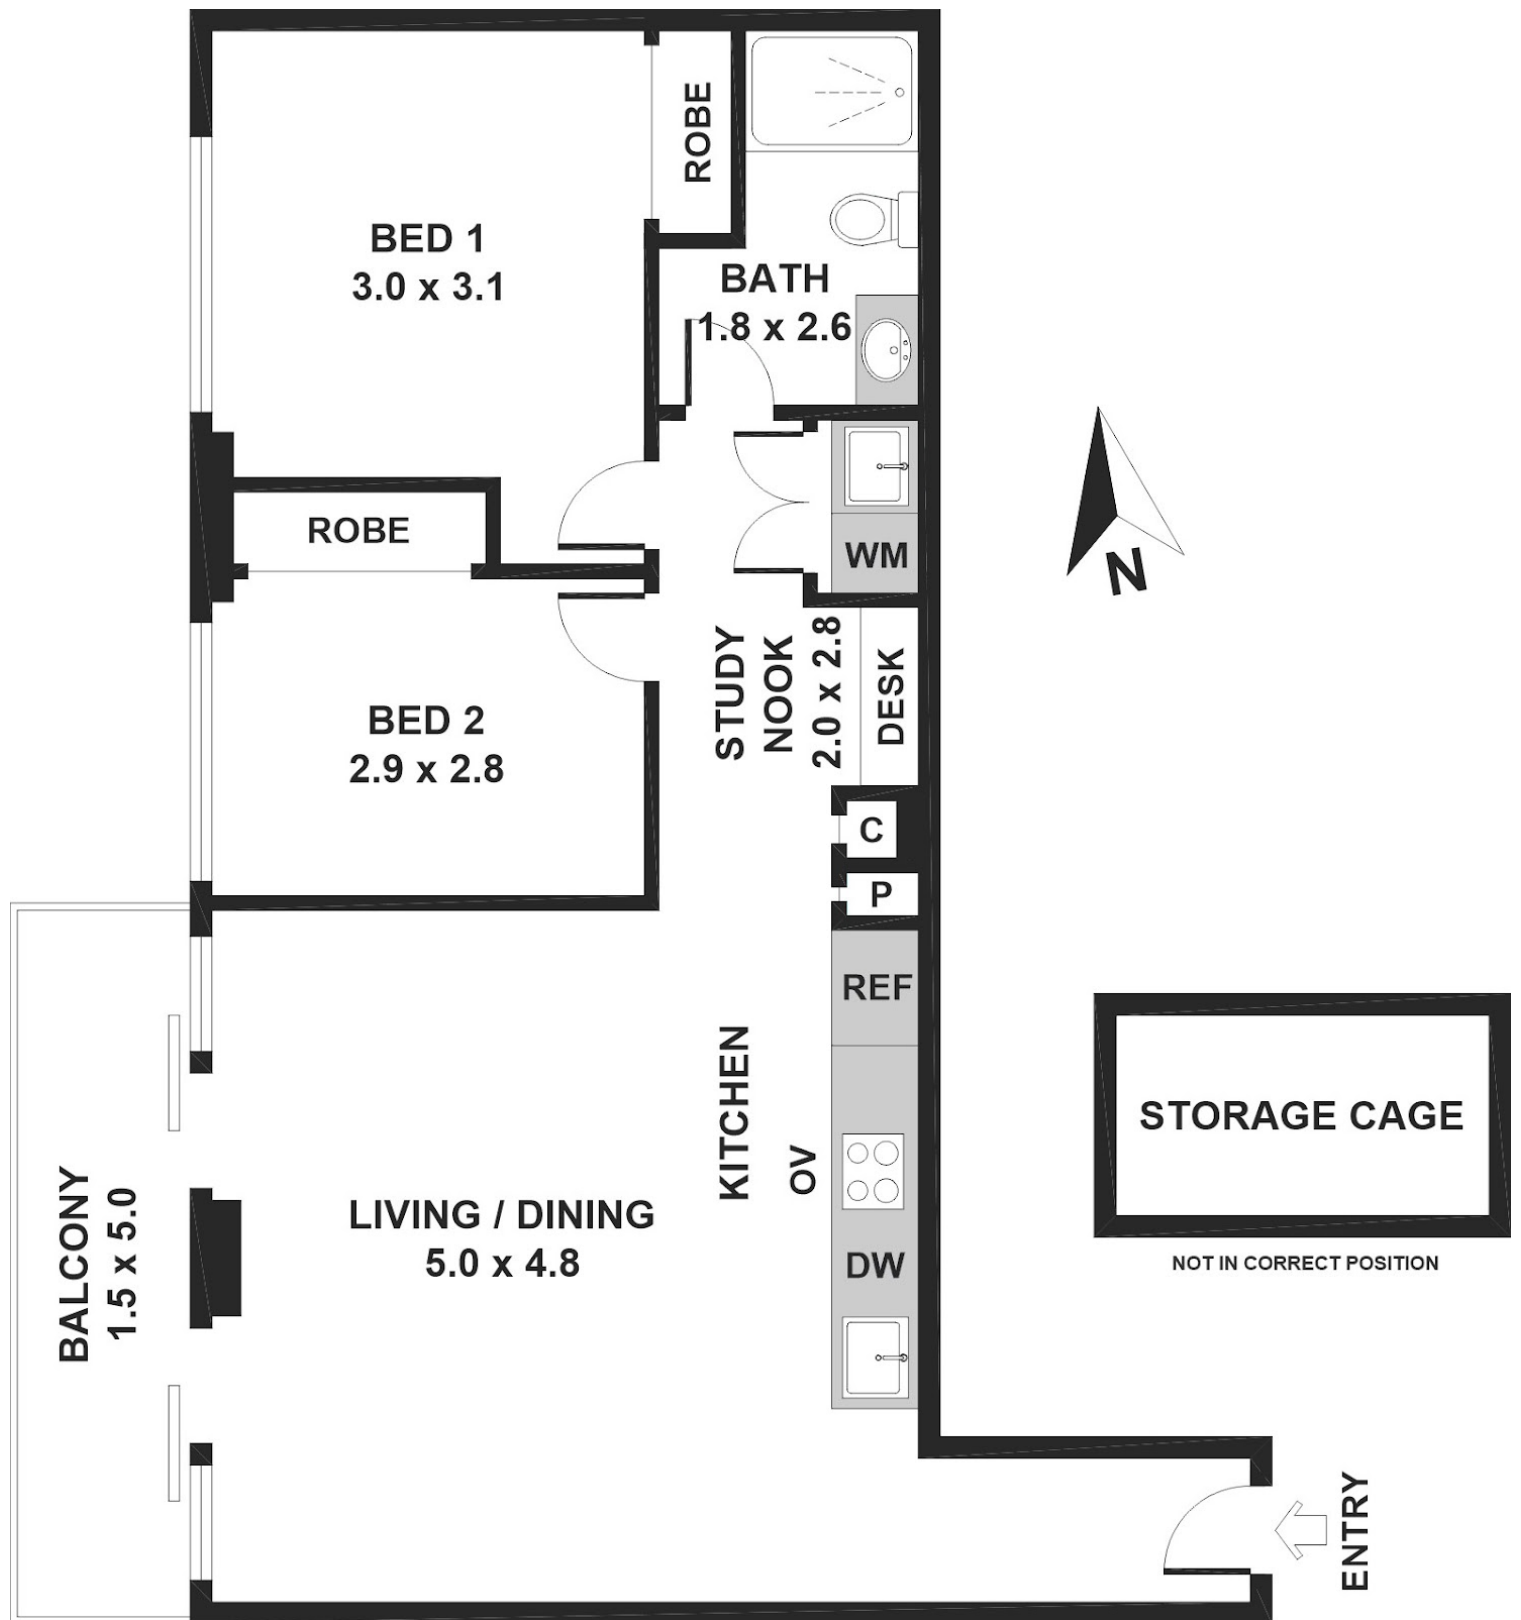 ROBE
BED 1
3.0 x 3.1
BATH
1.8 x 2.6
ROBE
WM
BED 2
2.9 x 2.8
STUDY
NOOK
2.0 x 2.8
DESK
C
P
REF
KITCHEN
OV
DW
LIVING / DINING
5.0 x 4.8
BALCONY
1.5 x 5.0
N
STORAGE CAGE
NOT IN CORRECT POSITION
ENTRY